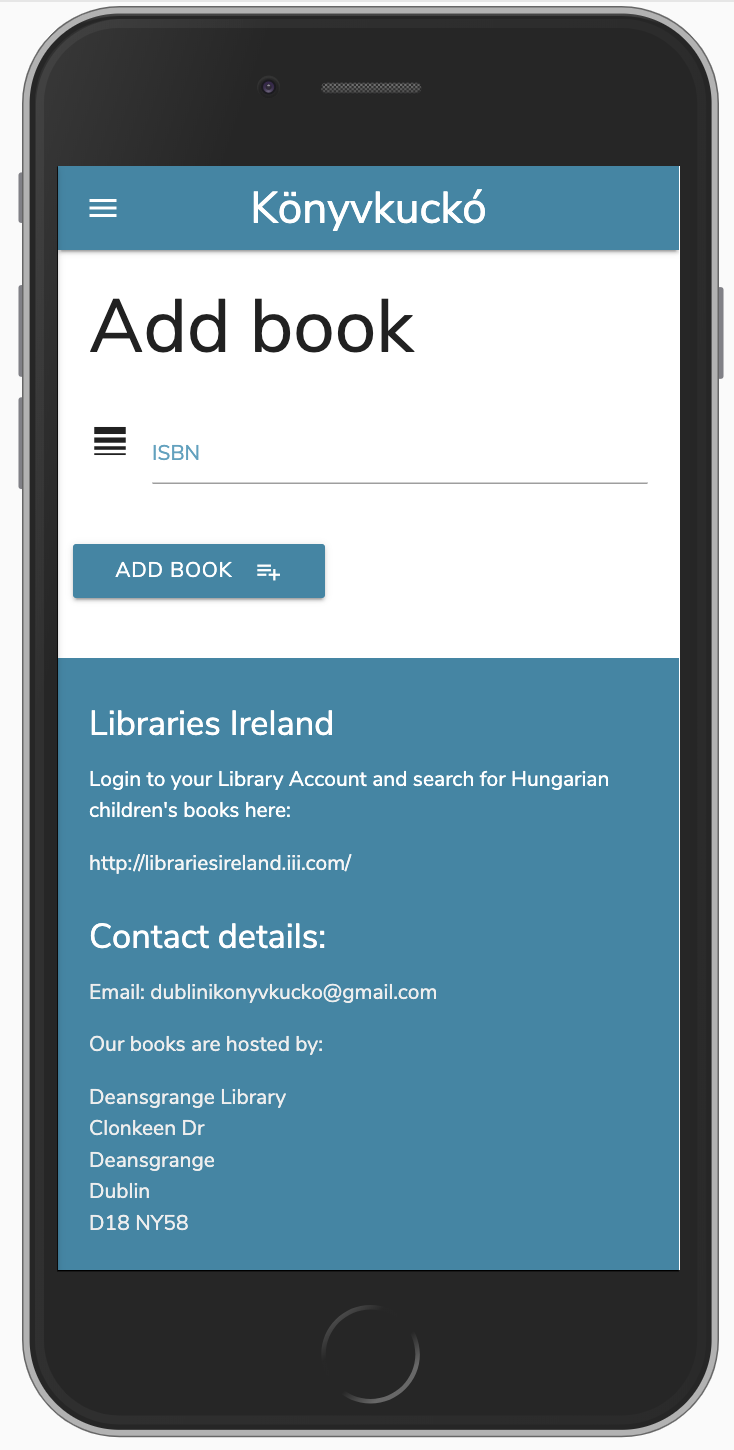 Könyvkuckó
Add book
ISBN
ADD BOOK
Libraries Ireland
Login to your Library Account and search for Hungarian
children's books here:
http://librariesireland.iii.com/
Contact details:
Email: dublinikonyvkucko@gmail.com
Our books are hosted by:
Deansgrange Library
Clonkeen Dr
Deansgrange
Dublin
D18 NY58